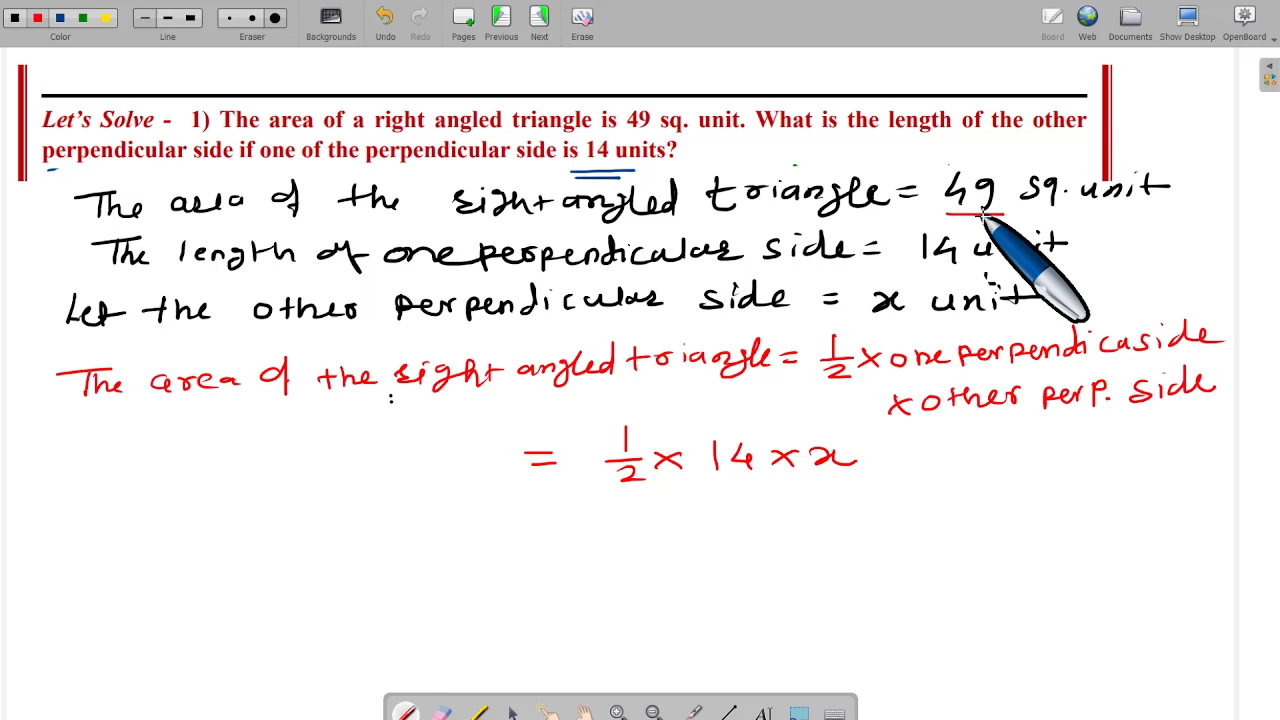 Color
Line
Eraser
Backgrounds
Undo
Redo
Pages
Previous
Next
Erase
Board
Web
Documents
Show Desktop
OpenBoard
Let's Solve - 1) The area of a right angled triangle is 49 sq. unit. What is the length of the other
perpendicular side if one of the perpendicular side is 14 units?
The area of the right angled triangle = 49 sq. unit
The length of one perpendicular side = 14 unit
Let the other perpendicular side = x unit
The area of the right angled triangle = 1/2 × one perpendica side
× other perp. side
= 1/2 × 14 × x